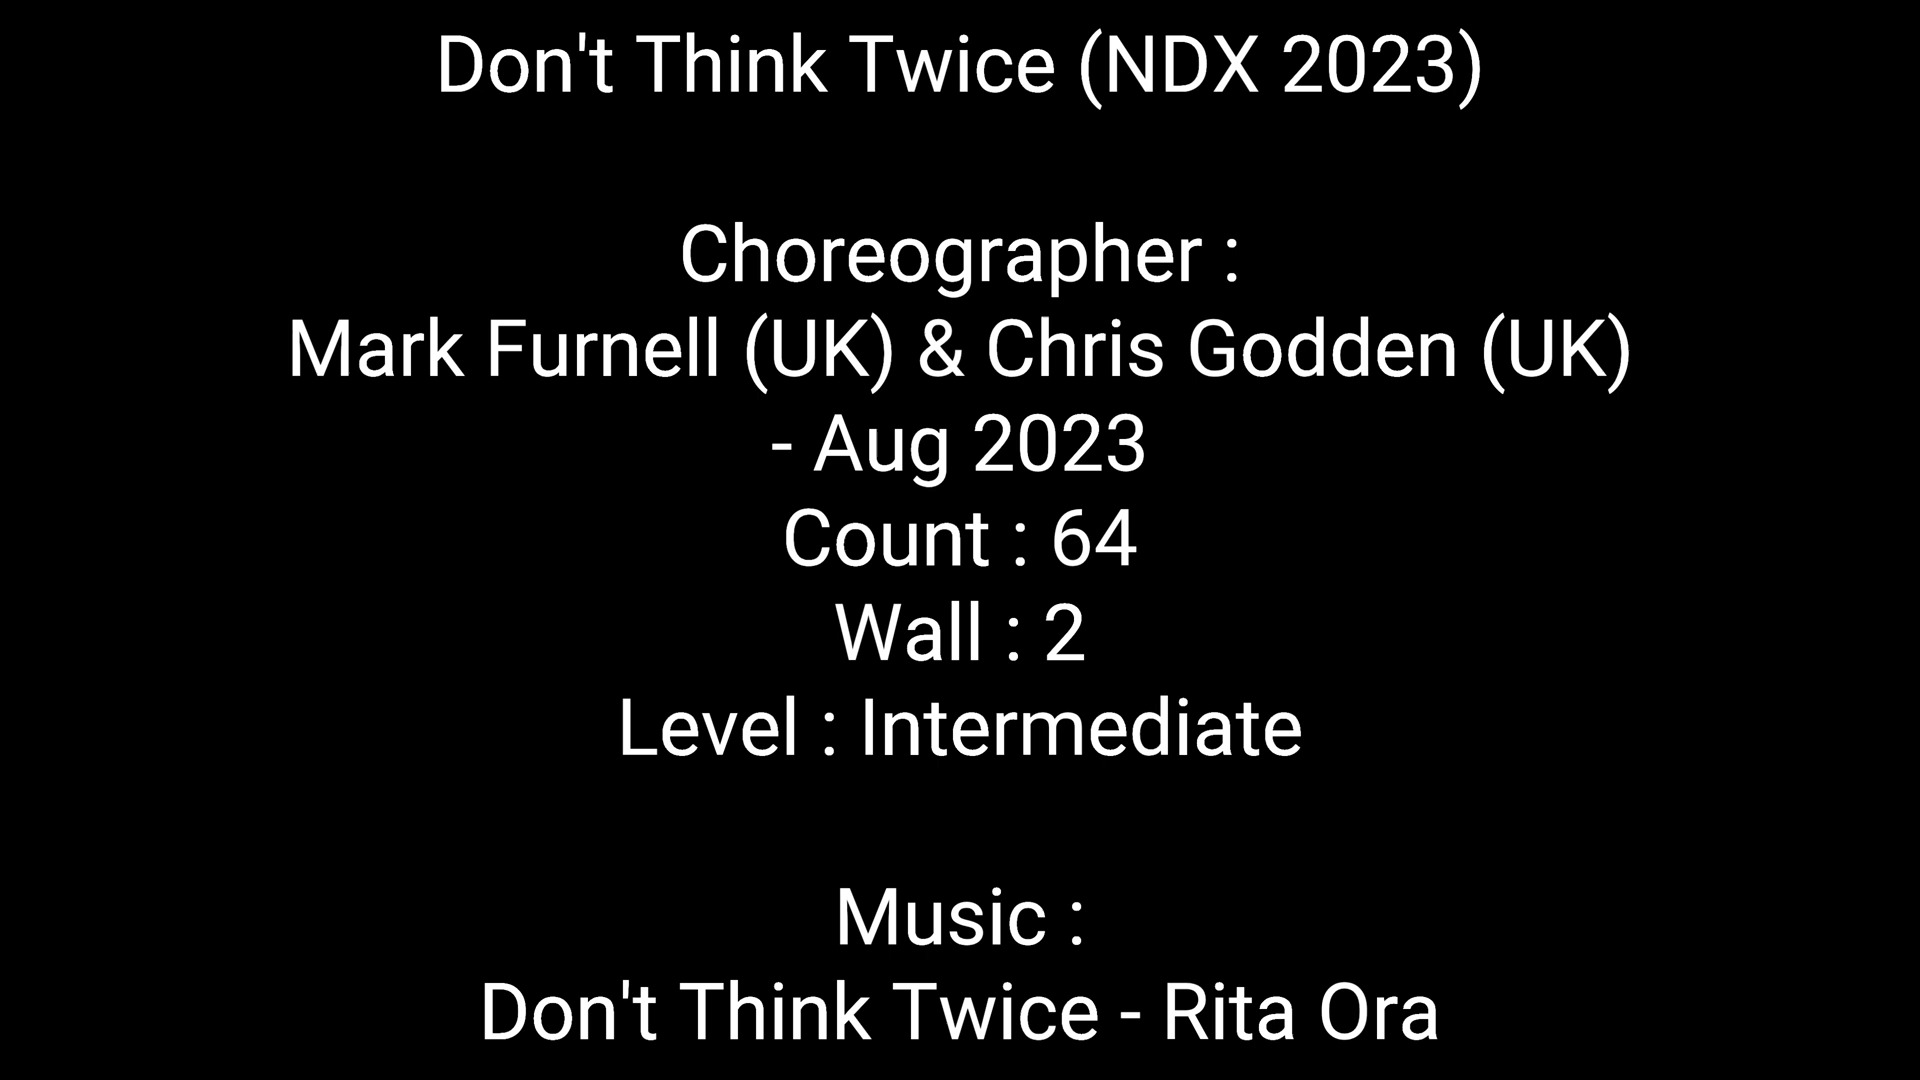 Don't Think Twice (NDX 2023)
Choreographer :
Mark Furnell (UK) & Chris Godden (UK)
- Aug 2023
Count : 64
Wall : 2
Level : Intermediate
Music :
Don't Think Twice - Rita Ora